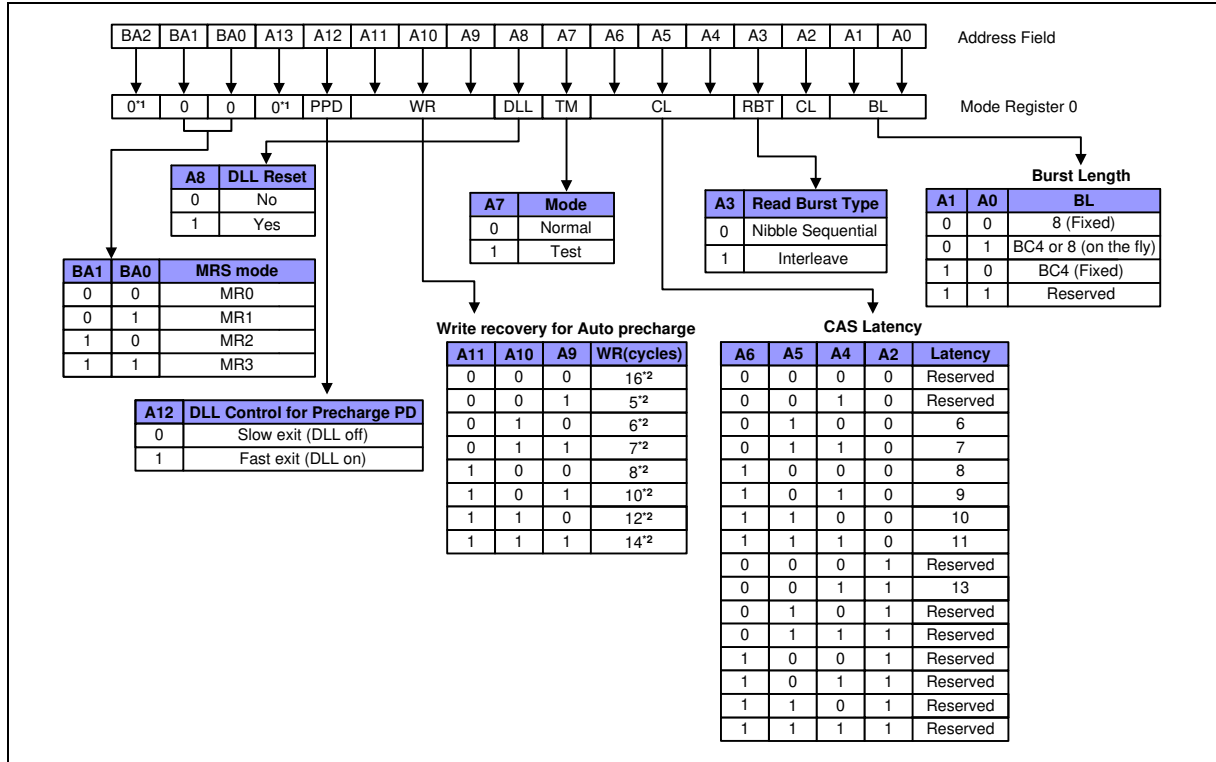 BA2 BA1 BA0 A13 A12 A11 A10 A9 A8 A7 A6 A5 A4 A3 A2 A1 A0 Address Field
0*1 0 0 0*1 PPD WR DLL TM CL RBT CL BL Mode Register 0
A8 DLL Reset
0 No
1 Yes
A7 Mode
0 Normal
1 Test
A3 Read Burst Type
0 Nibble Sequential
1 Interleave
Burst Length
A1 A0 BL
0 0 8 (Fixed)
0 1 BC4 or 8 (on the fly)
1 0 BC4 (Fixed)
1 1 Reserved
BA1 BA0 MRS mode
0 0 MR0
0 1 MR1
1 0 MR2
1 1 MR3
A12 DLL Control for Precharge PD
0 Slow exit (DLL off)
1 Fast exit (DLL on)
Write recovery for Auto precharge
A11 A10 A9 WR(cycles)
0 0 0 16*2
0 0 1 5*2
0 1 0 6*2
0 1 1 7*2
1 0 0 8*2
1 0 1 10*2
1 1 0 12*2
1 1 1 14*2
CAS Latency
A6 A5 A4 A2 Latency
0 0 0 0 Reserved
0 0 1 0 Reserved
0 1 0 0 6
0 1 1 0 7
1 0 0 0 8
1 0 1 0 9
1 1 0 0 10
1 1 1 0 11
0 0 0 1 Reserved
0 0 1 1 13
0 1 0 1 Reserved
0 1 1 1 Reserved
1 0 0 1 Reserved
1 0 1 1 Reserved
1 1 0 1 Reserved
1 1 1 1 Reserved